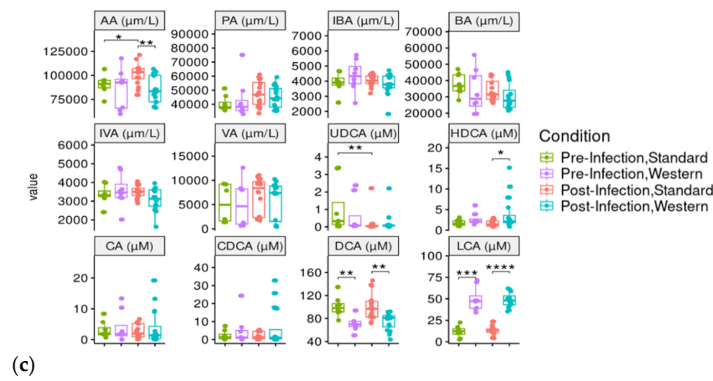 AA (µm/L) PA (µm/L) IBA (µm/L) BA (µm/L)
125000 100000 75000
* **
90000 80000 70000 60000 50000 40000
7000 6000 5000 4000 3000 2000
70000 60000 50000 40000 30000 20000
IVA (µm/L) VA (µm/L) UDCA (µM) HDCA (µM)
6000 5000 4000 3000 2000
15000 10000 5000 0
4 3 2 1 0
**
20 15 10 5 0
*
CA (µM) CDCA (µM) DCA (µM) LCA (µM)
20 10 0
40 30 20 10 0
160 120 80 40
** **
100 75 50 25 0
*** ****
value
Condition
Pre-Infection,Standard
Pre-Infection,Western
Post-Infection,Standard
Post-Infection,Western
(c)